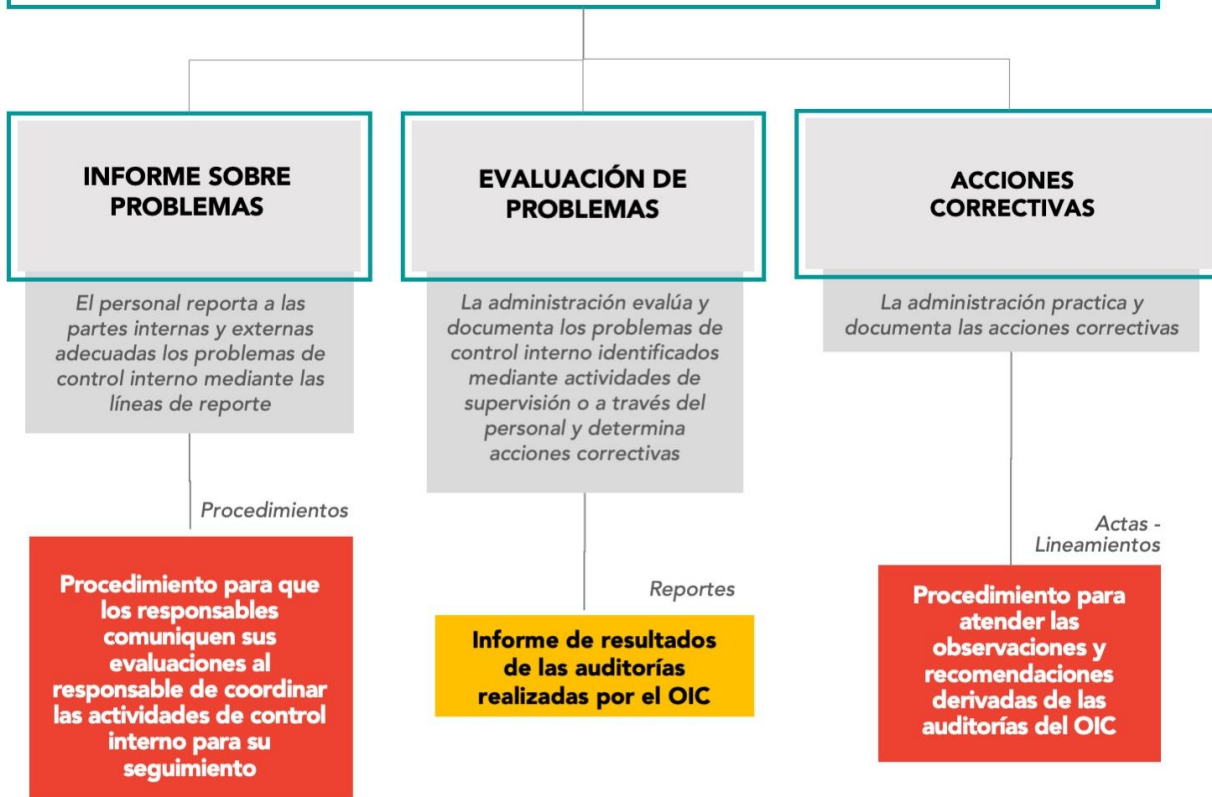 INFORME SOBRE
PROBLEMAS
El personal reporta a las
partes internas y externas
adecuadas los problemas de
control interno mediante las
líneas de reporte
Procedimientos
Procedimiento para que
los responsables
comuniquen sus
evaluaciones al
responsable de coordinar
las actividades de control
interno para su
seguimiento
EVALUACIÓN DE
PROBLEMAS
La administración evalúa y
documenta los problemas de
control interno identificados
mediante actividades de
supervisión o a través del
personal y determina
acciones correctivas
Reportes
Informe de resultados
de las auditorías
realizadas por el OIC
ACCIONES
CORRECTIVAS
La administración practica y
documenta las acciones correctivas
Actas -
Lineamientos
Procedimiento para
atender las
observaciones y
recomendaciones
derivadas de las
auditorías del OIC